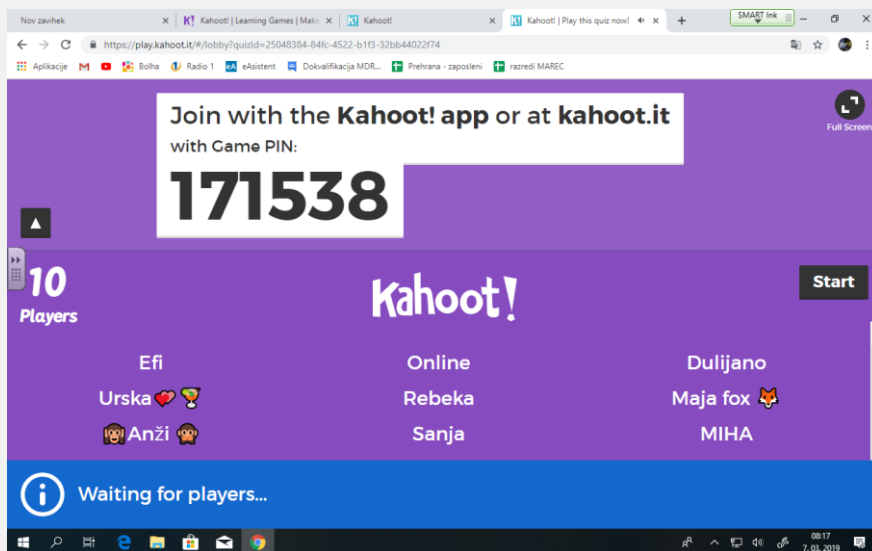 Nov zavihek
K! Kahoot! | Learning Games | Make
K! Kahoot!
K! Kahoot! | Play this quiz now!
SMART Ink
https://play.kahoot.it/#/lobby?quizId=25048384-84fc-4522-b1f3-32bb44022f74
Aplikacije
Bolha
Radio 1
eA eAsistent
Dokvalifikacija MDR...
Prehrana - zaposleni
razredi MAREC
Join with the Kahoot! app or at kahoot.it
with Game PIN:
171538
Full Screen
10
Players
Kahoot!
Start
Efi
Online
Dulijano
Urska💕🍹
Rebeka
Maja fox 🦊
🙉Anži 🙊
Sanja
MIHA
Waiting for players...
08:17
7. 03. 2019